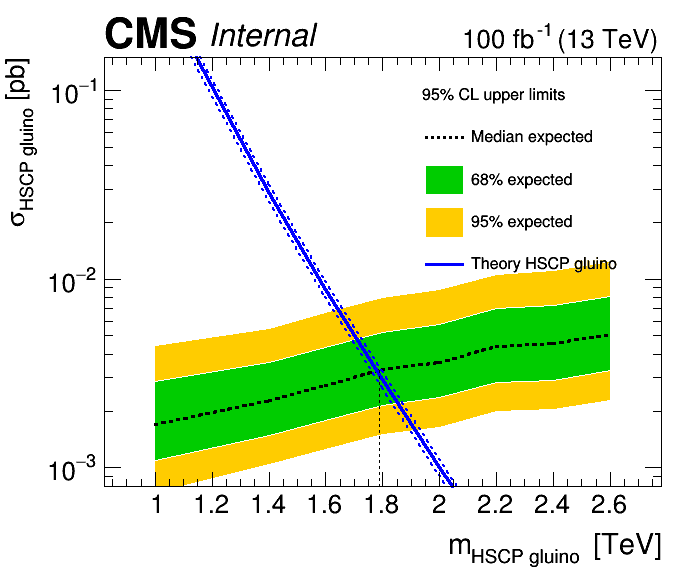 CMS Internal 100 fb⁻¹ (13 TeV)
σHSCP gluino [pb]
95% CL upper limits
Median expected
68% expected
95% expected
Theory HSCP gluino
10⁻¹
10⁻²
10⁻³
1 1.2 1.4 1.6 1.8 2 2.2 2.4 2.6
mHSCP gluino [TeV]